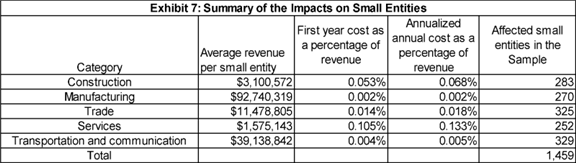 Exhibit 7: Summary of the Impacts on Small Entities
Category Average revenue per small entity First year cost as a percentage of revenue Annualized annual cost as a percentage of revenue Affected small entities in the Sample
Construction $3,100,572 0.053% 0.068% 283
Manufacturing $92,740,319 0.002% 0.002% 270
Trade $11,478,805 0.014% 0.018% 325
Services $1,575,143 0.105% 0.133% 252
Transportation and communication $39,138,842 0.004% 0.005% 329
Total 1,459